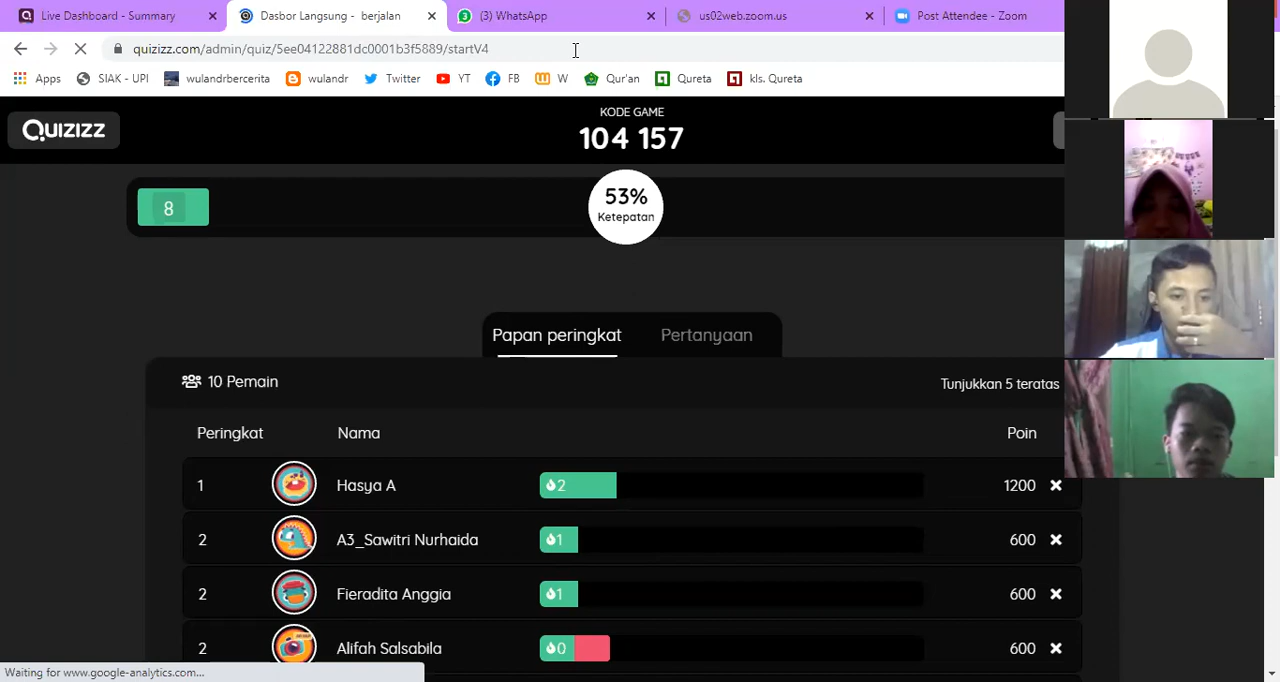 Live Dashboard - Summary
Dasbor Langsung - berjalan
(3) WhatsApp
us02web.zoom.us
Post Attendee - Zoom
quizizz.com/admin/quiz/5ee04122881dc0001b3f5889/startV4
Apps
SIAK - UPI
wulandrbercerita
wulandr
Twitter
YT
FB
W
Qur'an
Qureta
kls. Qureta
Quizizz
KODE GAME
104 157
8
53%
Ketepatan
Papan peringkat
Pertanyaan
10 Pemain
Tunjukkan 5 teratas
Peringkat
Nama
Poin
1
Hasya A
2
1200
2
A3_Sawitri Nurhaida
1
600
2
Fieradita Anggia
1
600
2
Alifah Salsabila
0
600
Waiting for www.google-analytics.com...